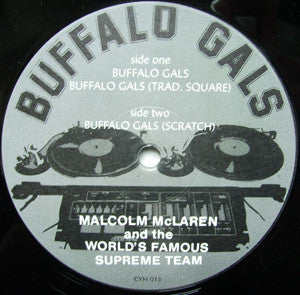 BUFFALO GALS
side one
BUFFALO GALS
BUFFALO GALS (TRAD. SQUARE)
side two
BUFFALO GALS (SCRATCH)
MALCOLM McLAREN
and the
WORLD'S FAMOUS
SUPREME TEAM
CYH 013